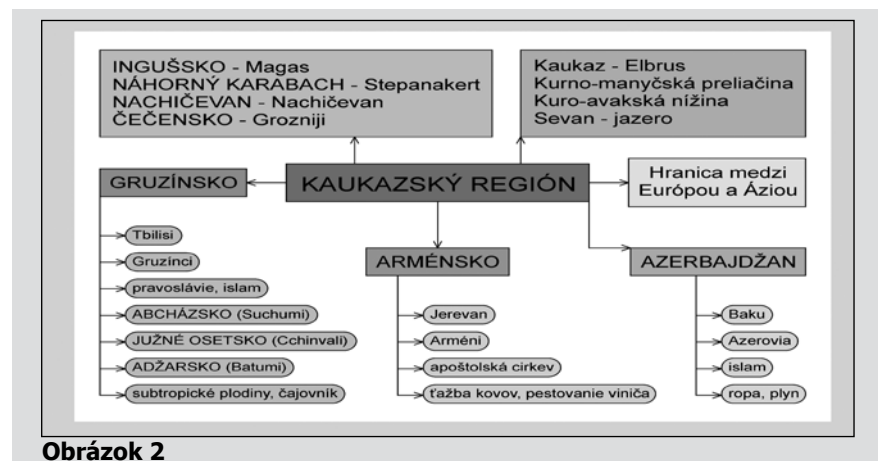 INGUŠSKO - Magas
NÁHORNÝ KARABACH - Stepanakert
NACHIČEVAN - Nachičevan
ČEČENSKO - Grozniji
Kaukaz - Elbrus
Kurno-manyčská preliačina
Kuro-avakská nížina
Sevan - jazero
GRUZÍNSKO
KAUKAZSKÝ REGIÓN
Hranica medzi
Európou a Áziou
Tbilisi
Gruzínci
pravoslávie, islam
ABCHÁZSKO (Suchumi)
JUŽNÉ OSETSKO (Cchinvali)
ADŽARSKO (Batumi)
subtropické plodiny, čajovník
ARMÉNSKO
Jerevan
Arméni
apoštolská cirkev
ťažba kovov, pestovanie viniča
AZERBAJDŽAN
Baku
Azerovia
islam
ropa, plyn
Obrázok 2